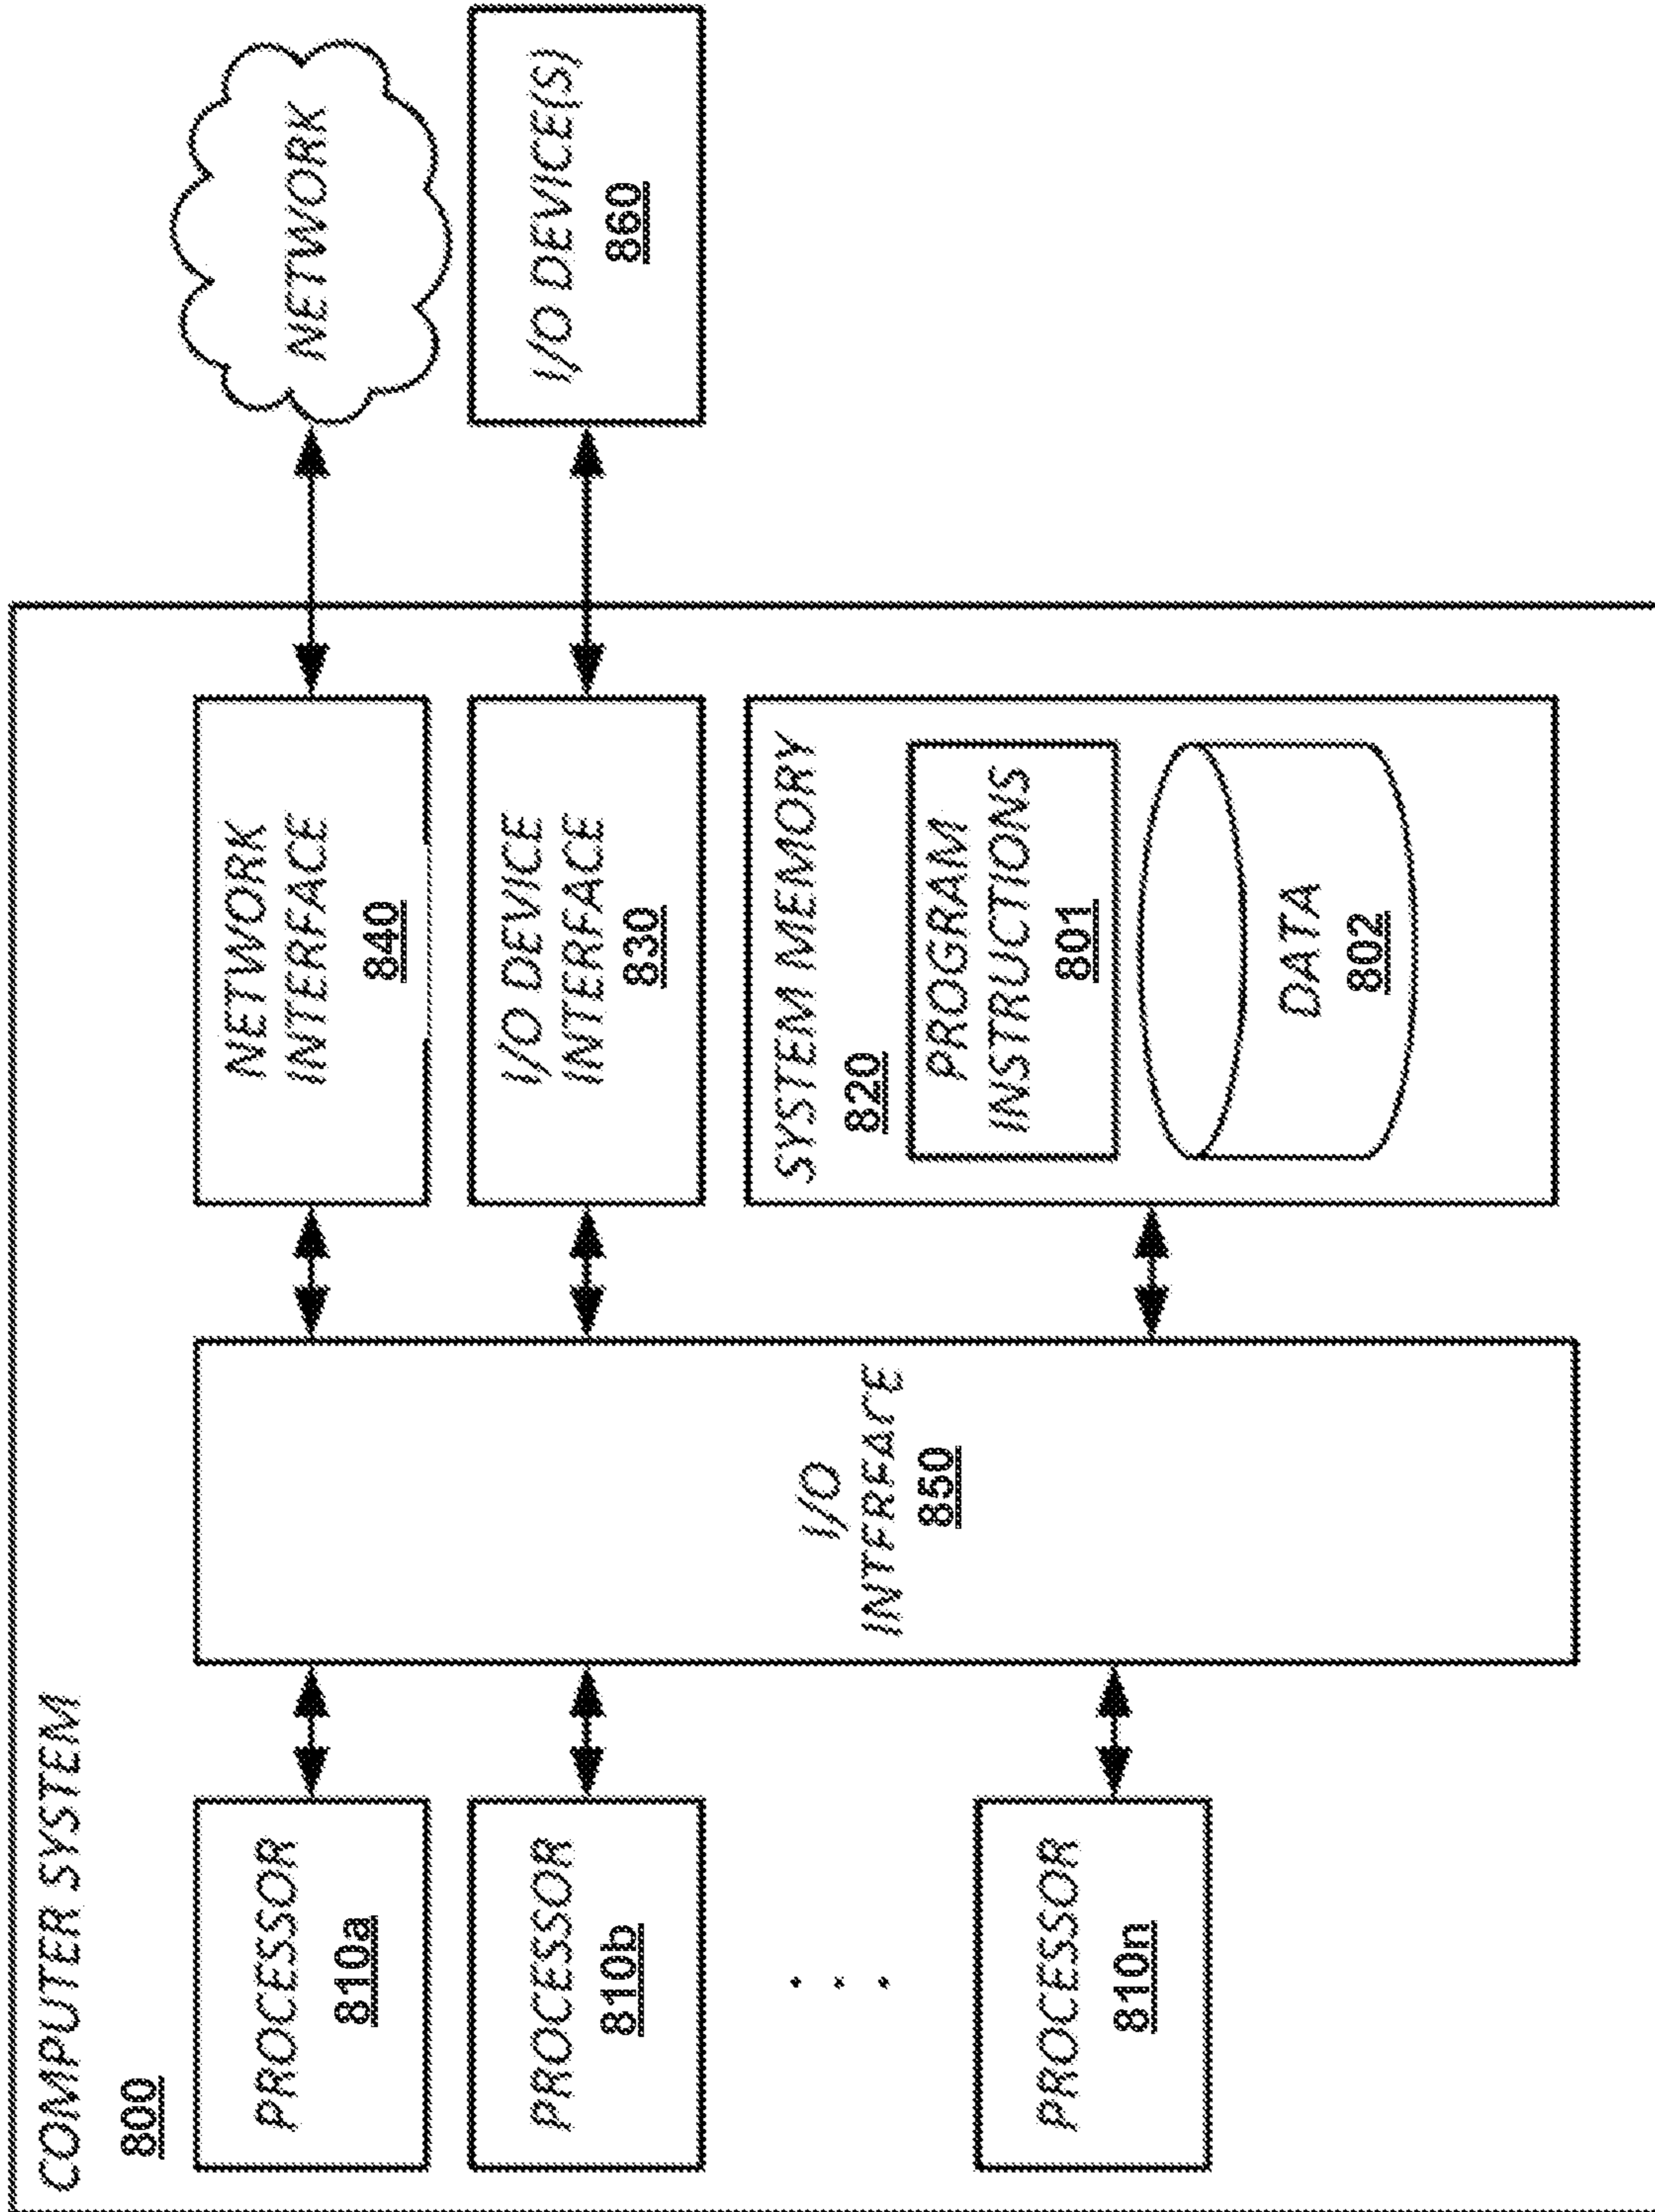 COMPUTER SYSTEM
800
PROCESSOR
810a
PROCESSOR
810b
. . .
PROCESSOR
810n
I/O
INTERFACE
850
NETWORK
INTERFACE
840
I/O DEVICE
INTERFACE
830
SYSTEM MEMORY
820
PROGRAM
INSTRUCTIONS
801
DATA
802
NETWORK
I/O DEVICE(S)
860